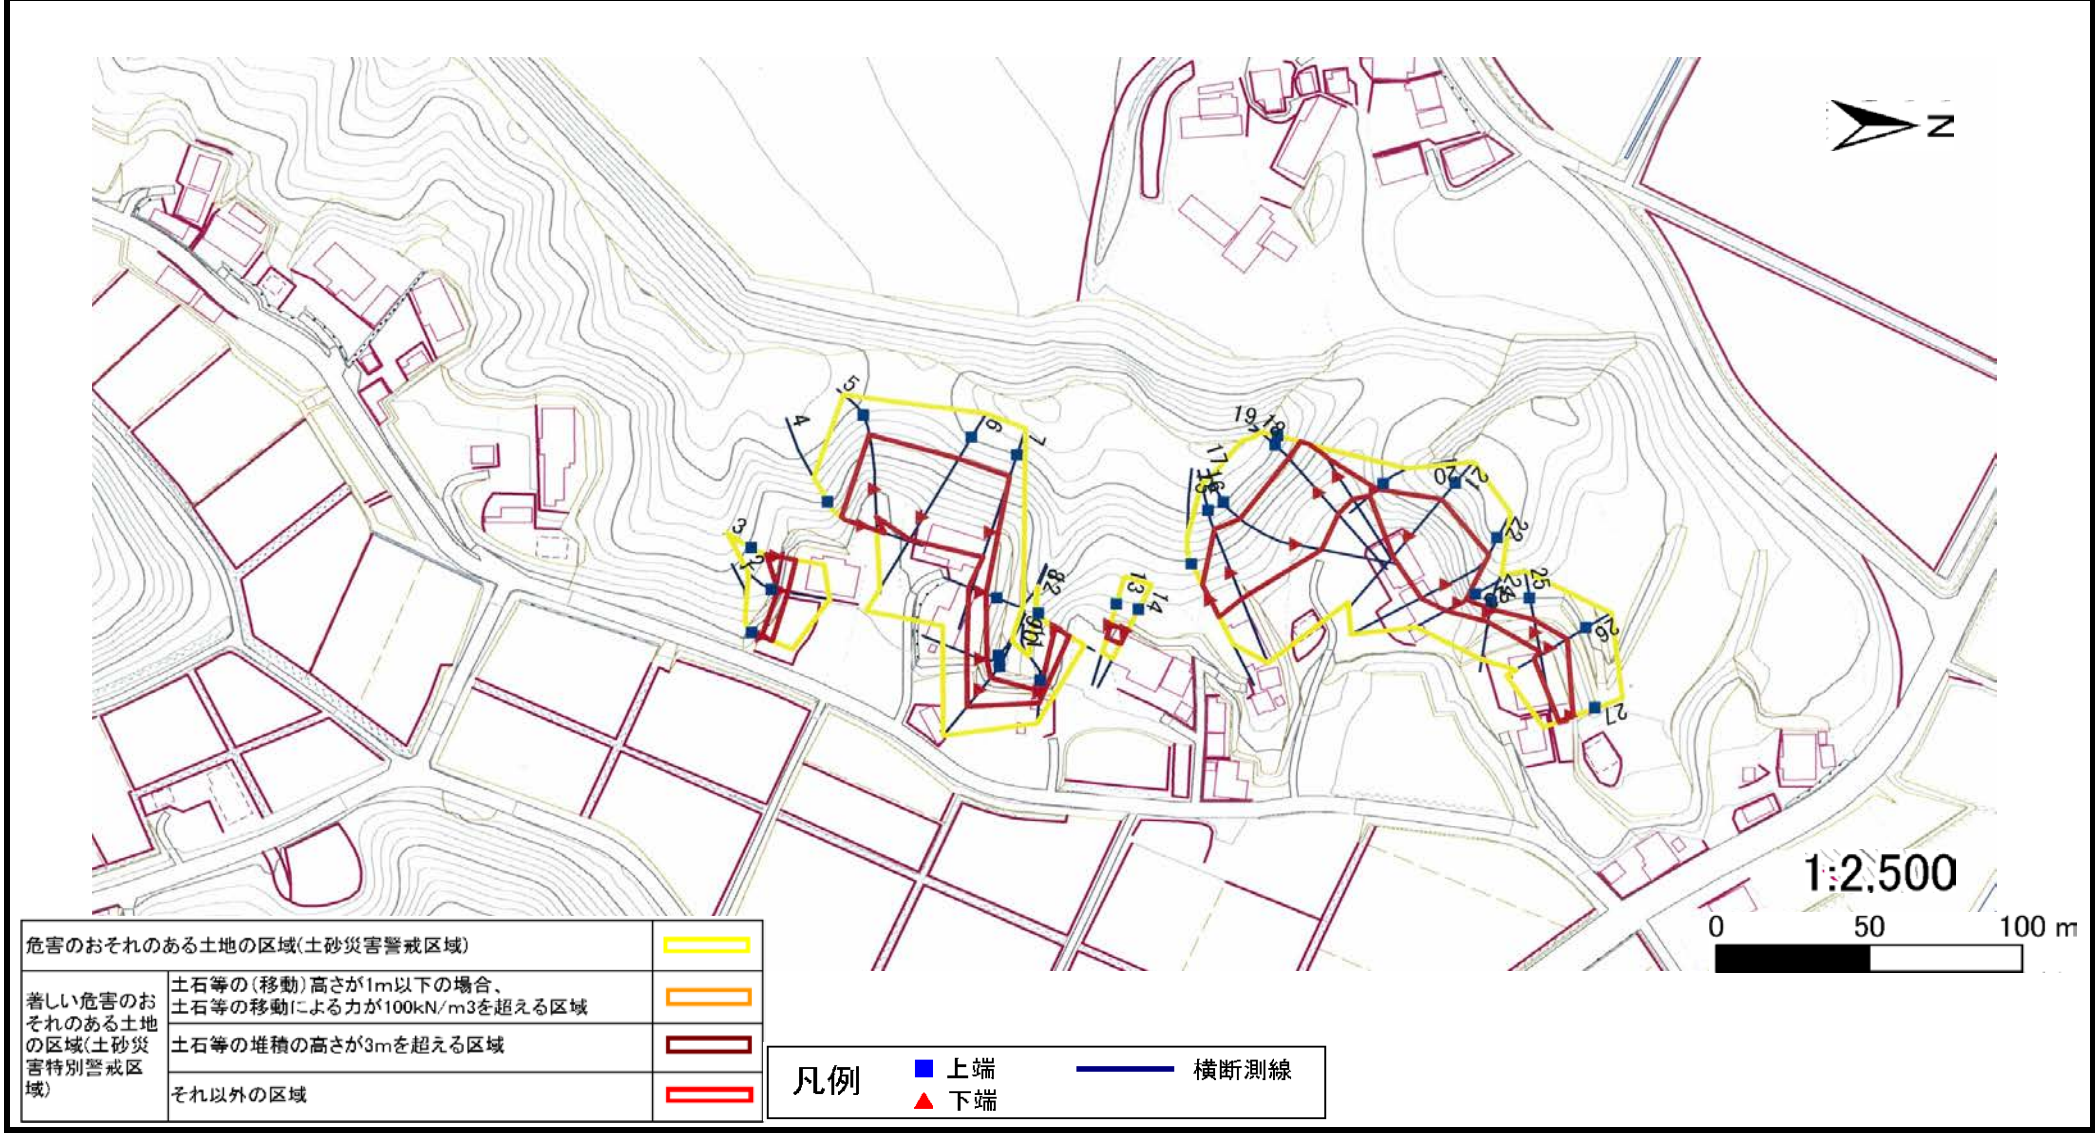 N
5
4
6
7
3
2
1
19
18
17
16
15
20
21
22
25
26
27
13
14
12
1:2,500
0 50 100 m
危害のおそれのある土地の区域(土砂災害警戒区域)
著しい危害のお
それのある土地
の区域(土砂災
害特別警戒区
域)
土石等の(移動)高さが1m以下の場合、
土石等の移動による力が100kN/m3を超える区域
土石等の堆積の高さが3mを超える区域
それ以外の区域
凡例
上端
下端
横断測線